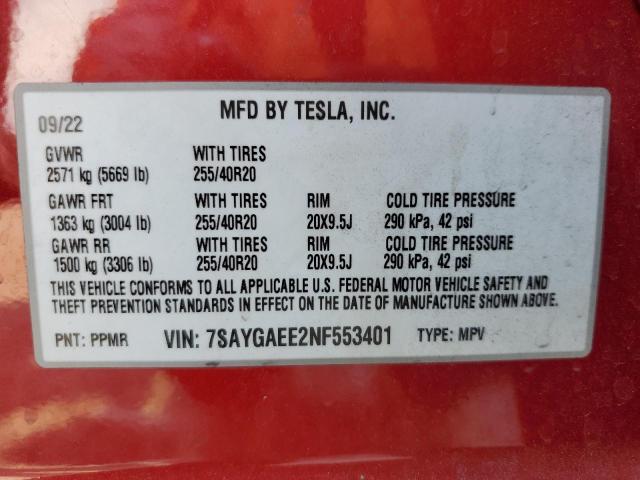 MFD BY TESLA, INC.
09/22
GVWR WITH TIRES
2571 kg (5669 lb) 255/40R20
GAWR FRT WITH TIRES RIM COLD TIRE PRESSURE
1363 kg (3004 lb) 255/40R20 20X9.5J 290 kPa, 42 psi
GAWR RR WITH TIRES RIM COLD TIRE PRESSURE
1500 kg (3306 lb) 255/40R20 20X9.5J 290 kPa, 42 psi
THIS VEHICLE CONFORMS TO ALL APPLICABLE U.S. FEDERAL MOTOR VEHICLE SAFETY AND
THEFT PREVENTION STANDARDS IN EFFECT ON THE DATE OF MANUFACTURE SHOWN ABOVE.
PNT: PPMR VIN: 7SAYGAEE2NF553401 TYPE: MPV